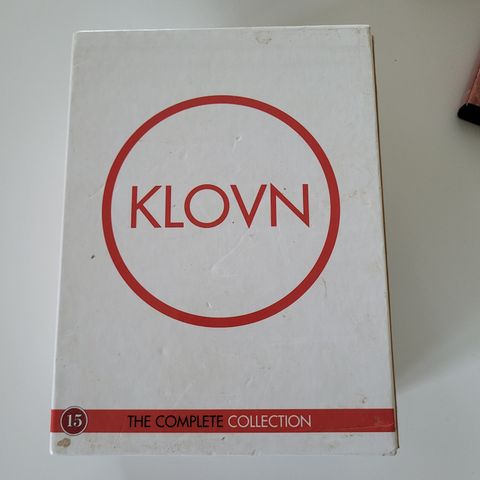 KLOVN
15 THE COMPLETE COLLECTION